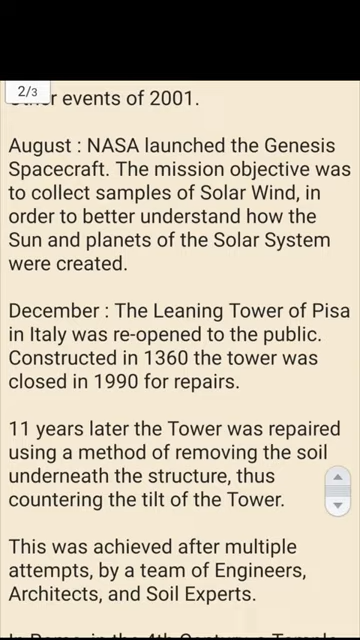 2/3
Other events of 2001.
August : NASA launched the Genesis
Spacecraft. The mission objective was
to collect samples of Solar Wind, in
order to better understand how the
Sun and planets of the Solar System
were created.
December : The Leaning Tower of Pisa
in Italy was re-opened to the public.
Constructed in 1360 the tower was
closed in 1990 for repairs.
11 years later the Tower was repaired
using a method of removing the soil
underneath the structure, thus
countering the tilt of the Tower.
This was achieved after multiple
attempts, by a team of Engineers,
Architects, and Soil Experts.